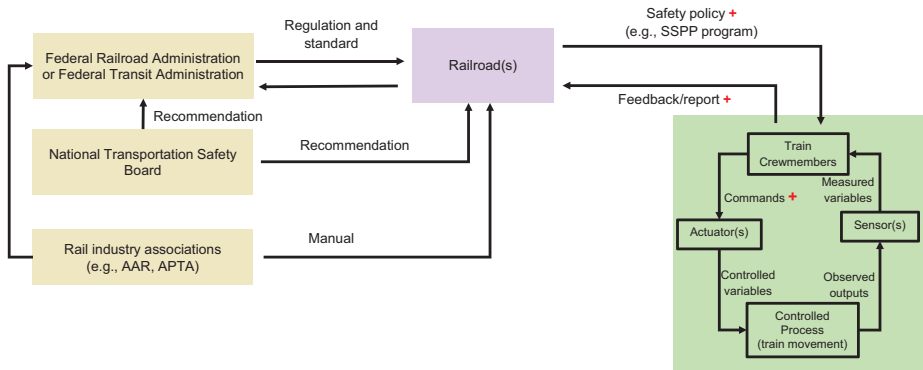 Regulation and
standard
Safety policy +
(e.g., SSPP program)
Federal Railroad Administration
or Federal Transit Administration
Railroad(s)
Feedback/report +
Recommendation
National Transportation Safety
Board
Recommendation
Train
Crewmembers
Measured
variables
Commands +
Actuator(s)
Sensor(s)
Rail industry associations
(e.g., AAR, APTA)
Manual
Controlled
variables
Observed
outputs
Controlled
Process
(train movement)